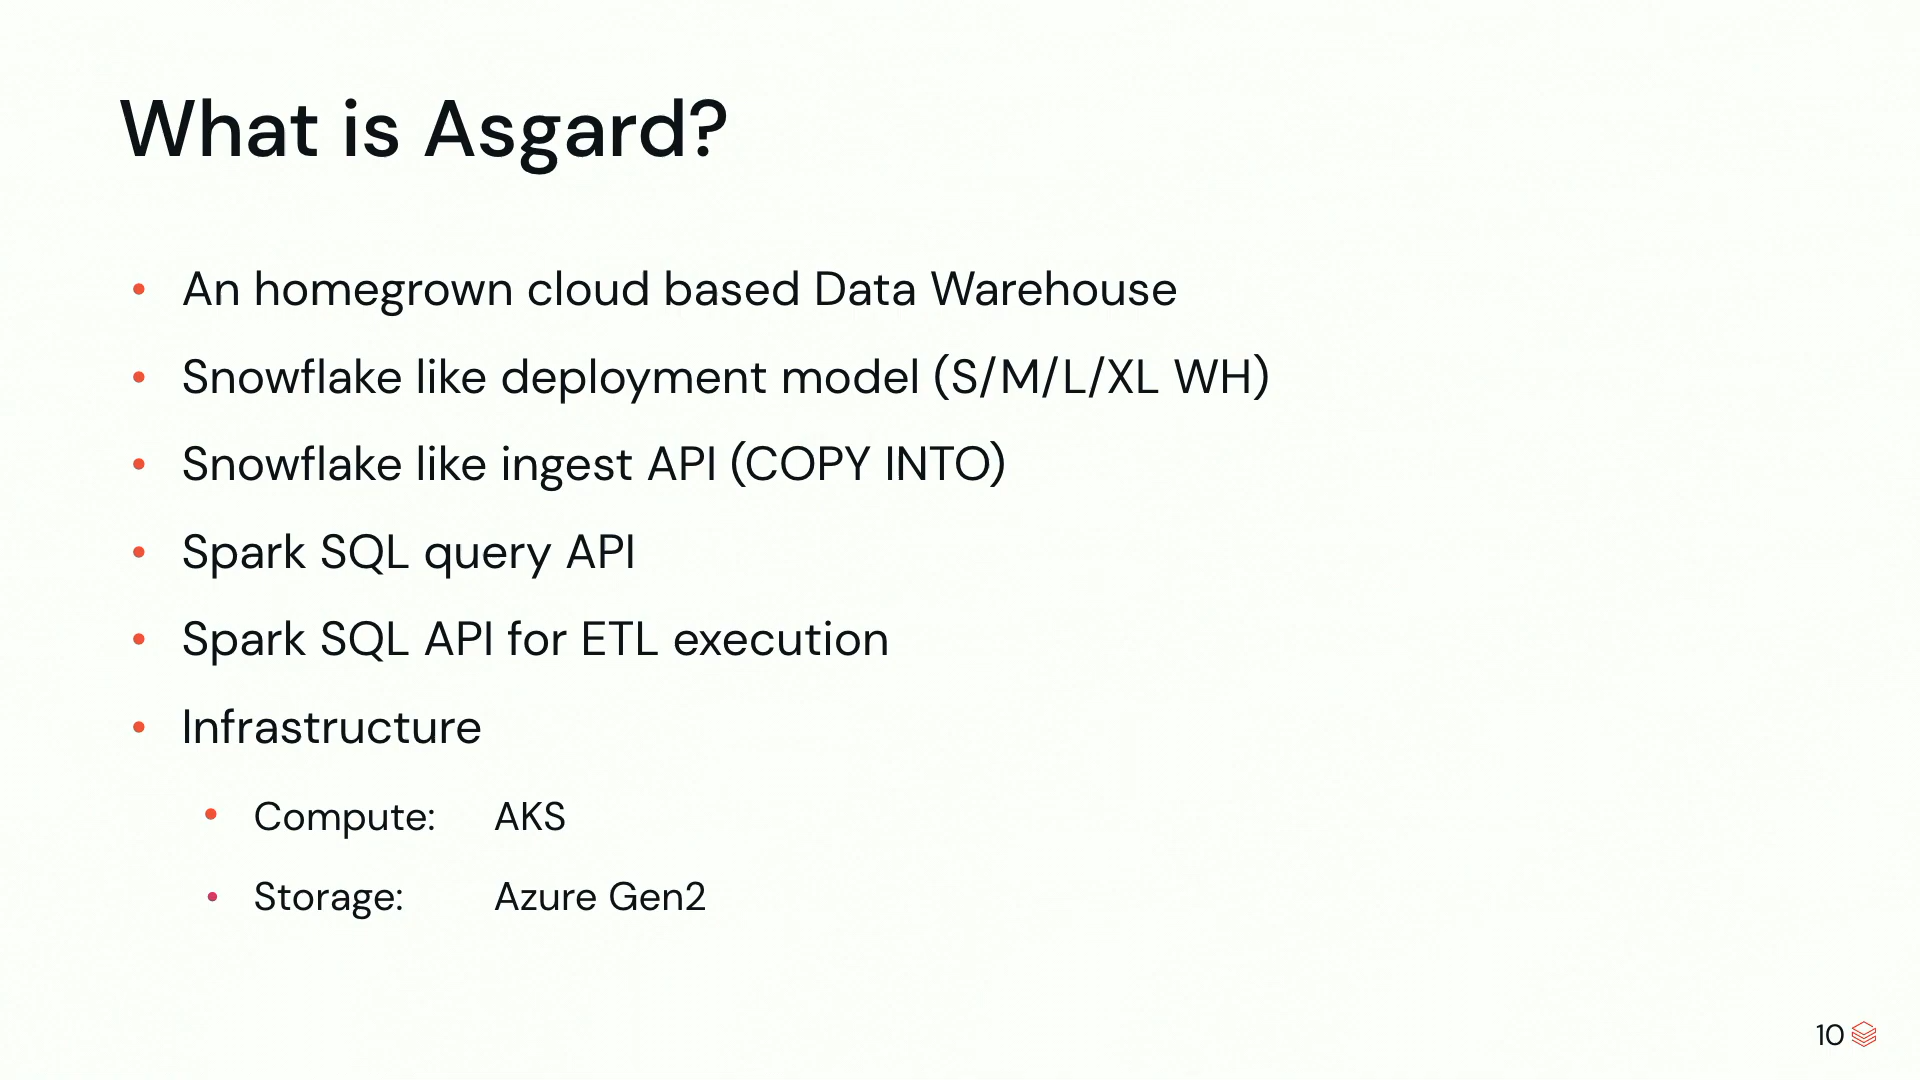 What is Asgard?
• An homegrown cloud based Data Warehouse
• Snowflake like deployment model (S/M/L/XL WH)
• Snowflake like ingest API (COPY INTO)
• Spark SQL query API
• Spark SQL API for ETL execution
• Infrastructure
• Compute: AKS
• Storage: Azure Gen2
10